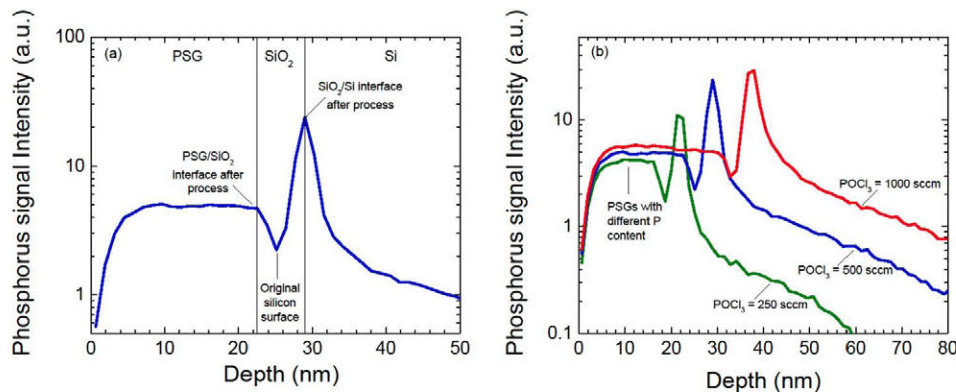 (a)
PSG
SiO₂
Si
SiO₂/Si interface
after process
PSG/SiO₂
interface after
process
Original
silicon
surface
Phosphorus signal Intensity (a.u.)
100
10
1
0
10
20
30
40
50
Depth (nm)
(b)
PSGs with
different P
content
POCl₃ = 1000 sccm
POCl₃ = 500 sccm
POCl₃ = 250 sccm
Phosphorus signal Intensity (a.u.)
10
1
0.1
0
10
20
30
40
50
60
70
80
Depth (nm)